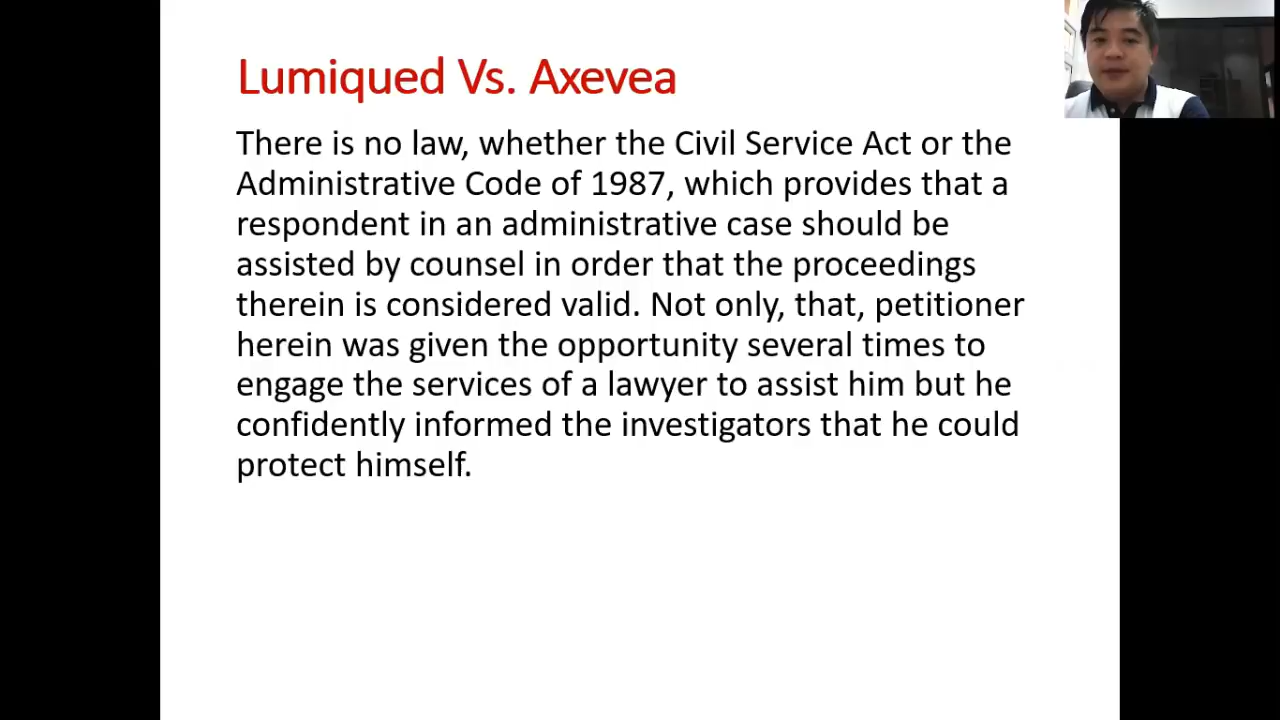 Lumiqued Vs. Axevea
There is no law, whether the Civil Service Act or the
Administrative Code of 1987, which provides that a
respondent in an administrative case should be
assisted by counsel in order that the proceedings
therein is considered valid. Not only, that, petitioner
herein was given the opportunity several times to
engage the services of a lawyer to assist him but he
confidently informed the investigators that he could
protect himself.